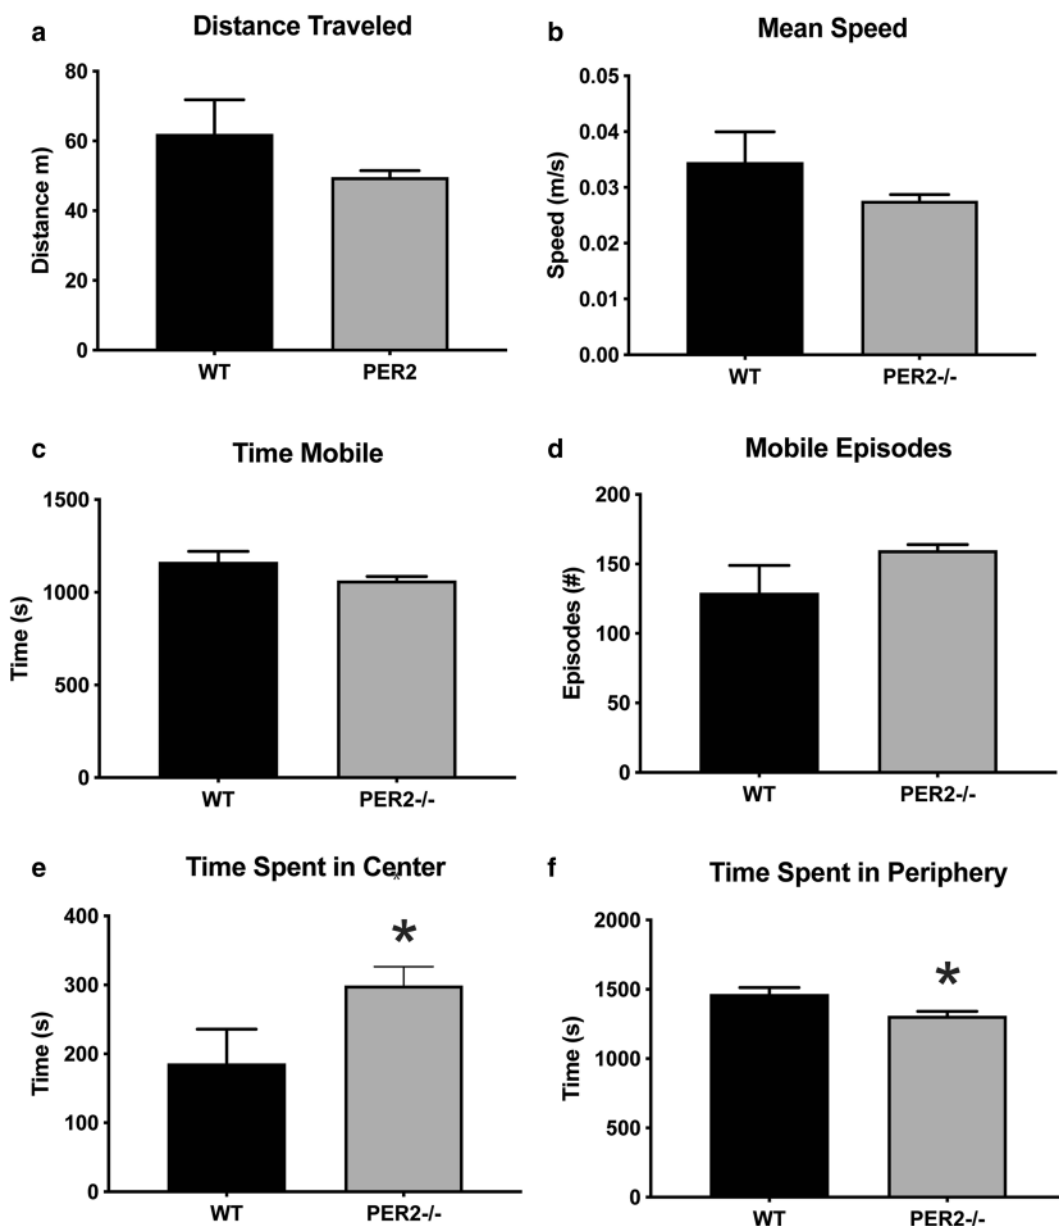 a
Distance Traveled
80
60
40
20
0
Distance m)
WT
PER2
b
Mean Speed
0.05
0.04
0.03
0.02
0.01
0.00
Speed (m/s)
WT
PER2-/-
c
Time Mobile
1500
1000
500
0
Time (s)
WT
PER2-/-
d
Mobile Episodes
200
150
100
50
0
Episodes (#)
WT
PER2-/-
e
Time Spent in Center
*
400
300
200
100
0
Time (s)
*
WT
PER2-/-
f
Time Spent in Periphery
2000
1500
1000
500
0
Time (s)
*
WT
PER2-/-